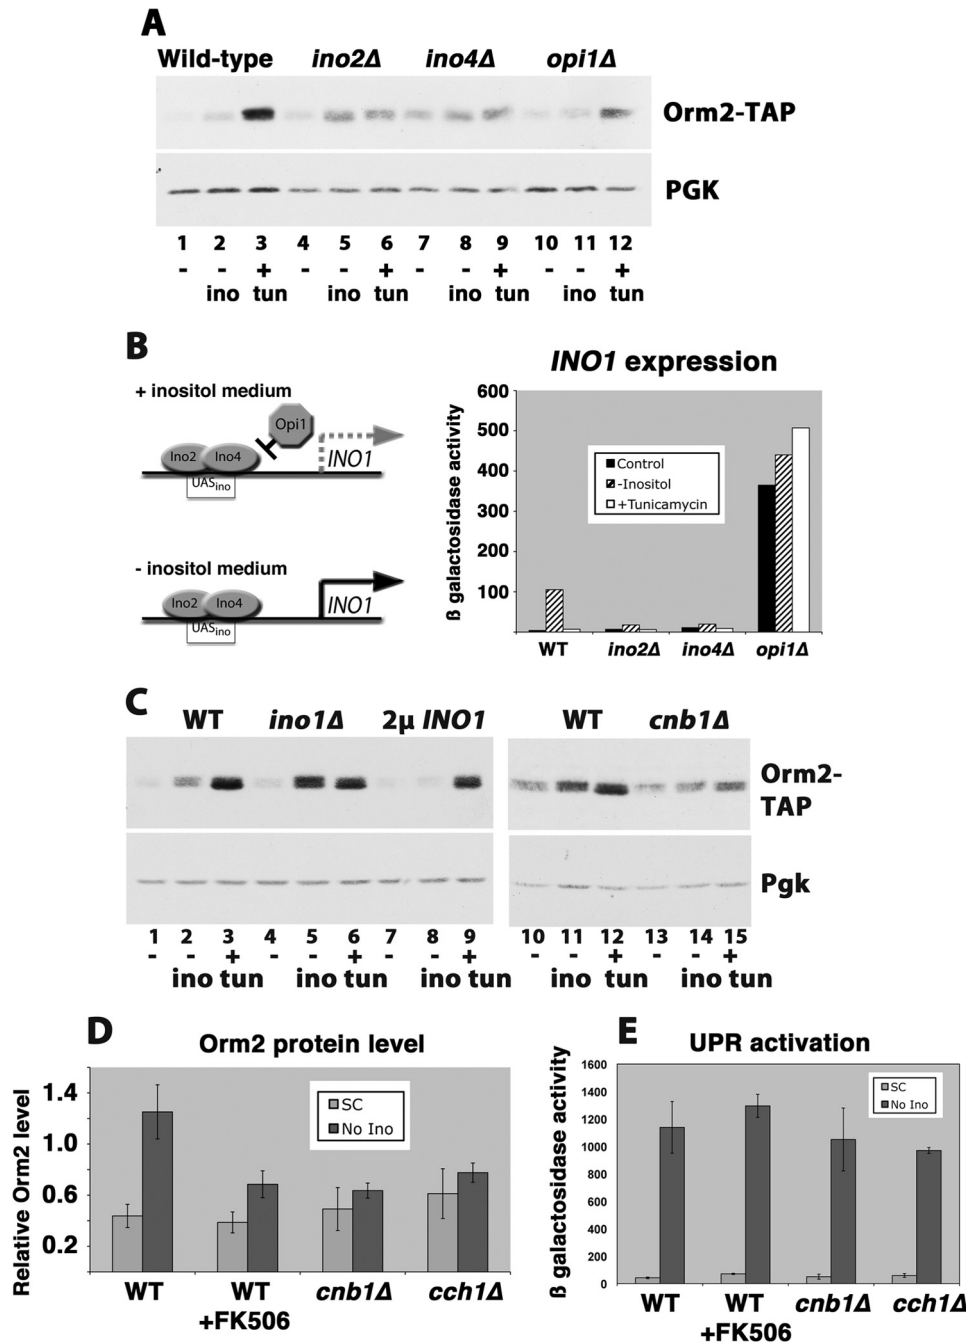 A
Wild-type ino2Δ ino4Δ opi1Δ
Orm2-TAP
PGK
1 2 3 4 5 6 7 8 9 10 11 12
- - + - - + - - + - - +
ino tun ino tun ino tun ino tun
B
INO1 expression
+ inositol medium
Opi1
Ino2 Ino4
INO1
UASino
- inositol medium
Ino2 Ino4
INO1
UASino
ß galactosidase activity
600
500
400
300
200
100
Control
-Inositol
+Tunicamycin
WT ino2Δ ino4Δ opi1Δ
C
WT ino1Δ 2μ INO1 WT cnb1Δ
Orm2-
TAP
Pgk
1 2 3 4 5 6 7 8 9 10 11 12 13 14 15
- - + - - + - - + - - + - - +
ino tun ino tun ino tun ino tun ino tun
D
Orm2 protein level
Relative Orm2 level
1.4
1.0
0.6
0.2
SC
No Ino
WT WT cnb1Δ cch1Δ
+FK506
E
UPR activation
ß galactosidase activity
1600
1400
1200
1000
800
600
400
200
0
SC
No Ino
WT WT cnb1Δ cch1Δ
+FK506